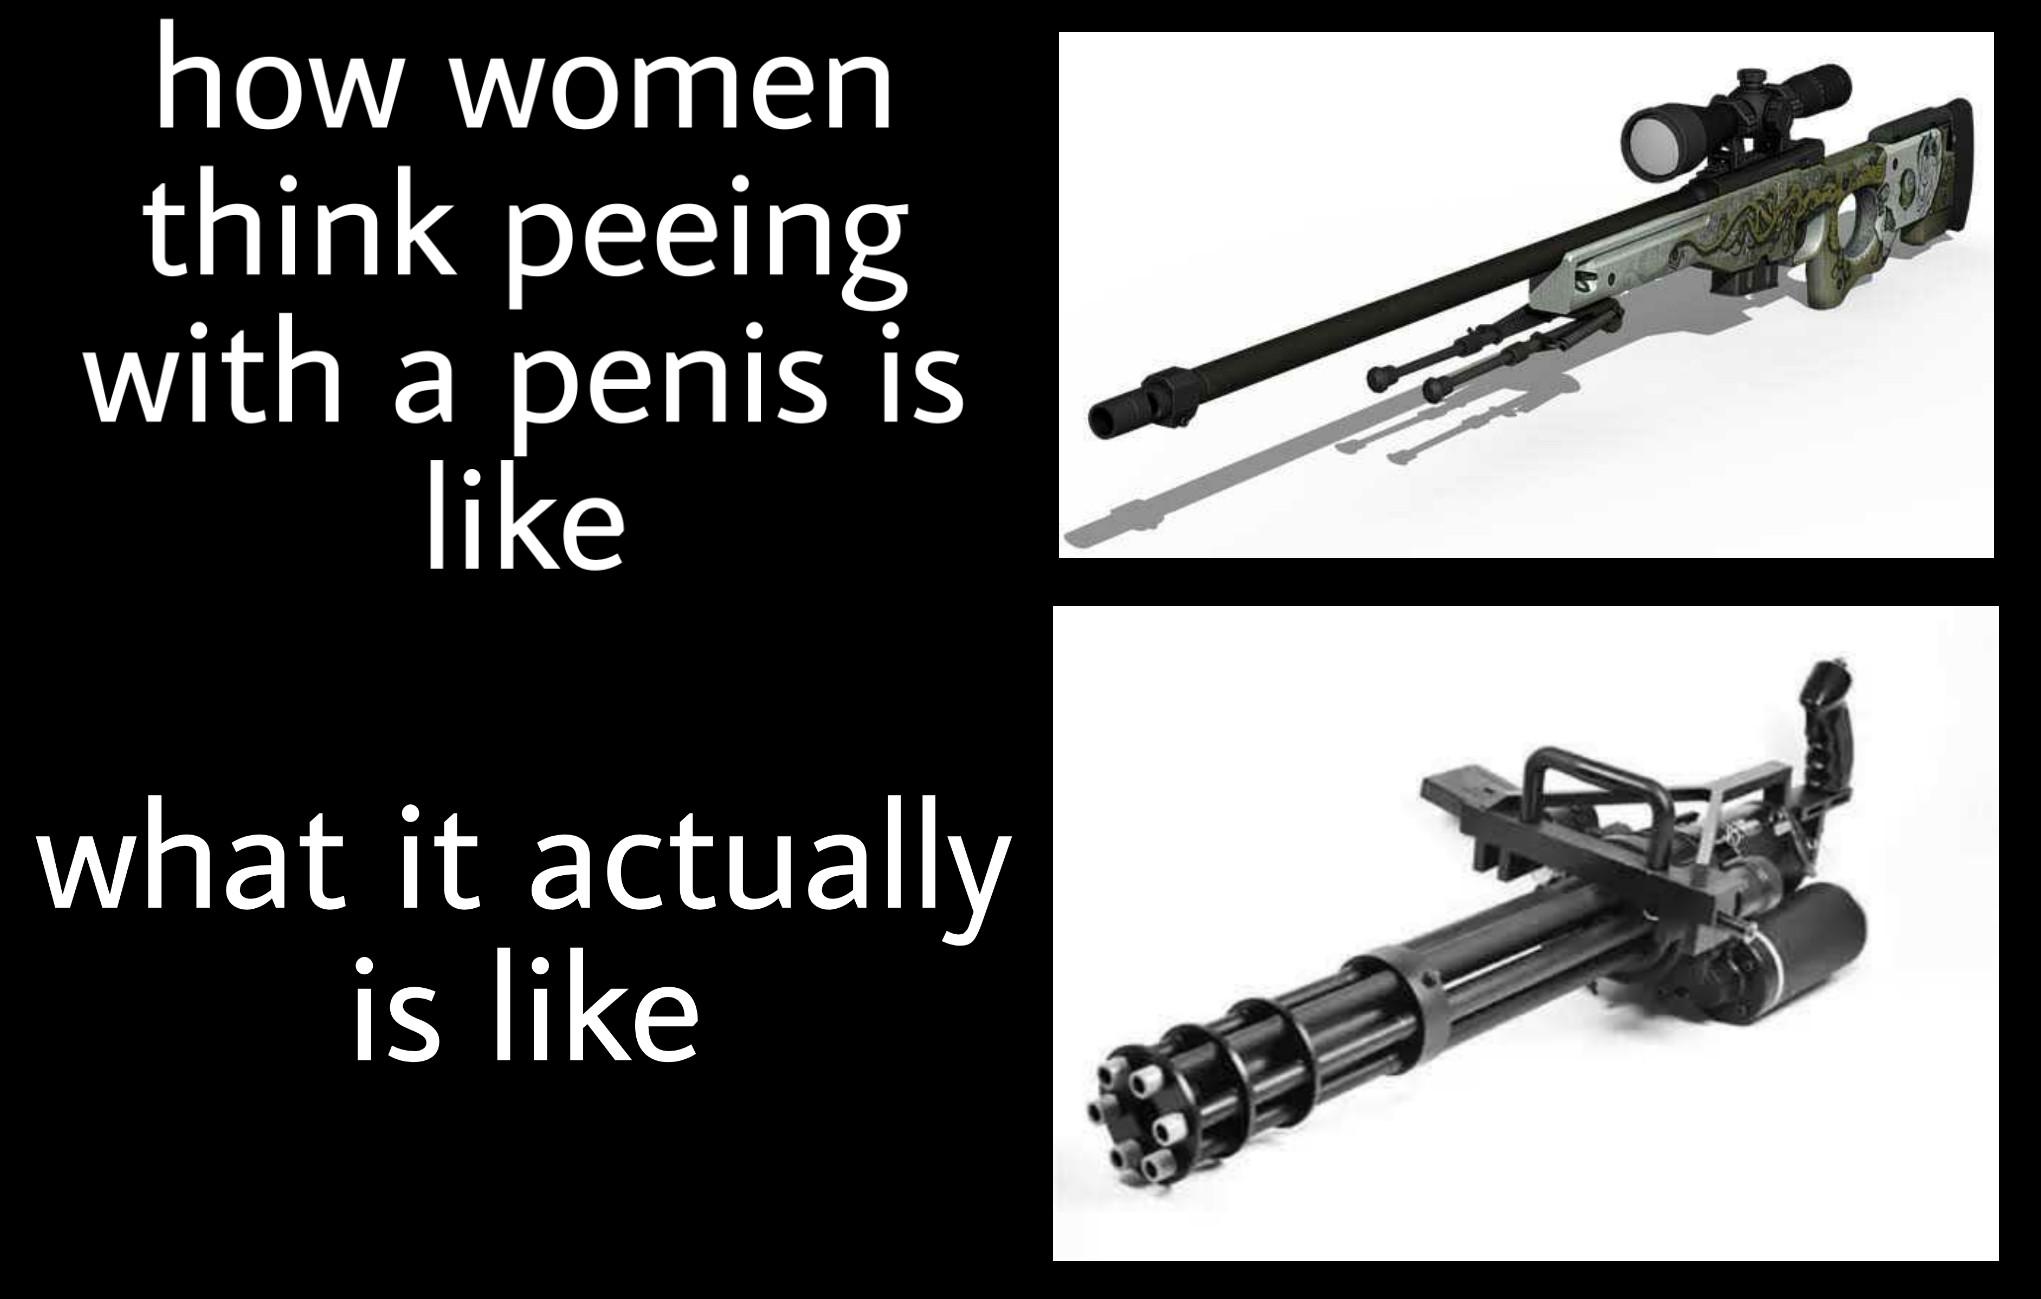 how women
think peeing
with a penis is
like
what it actually
is like